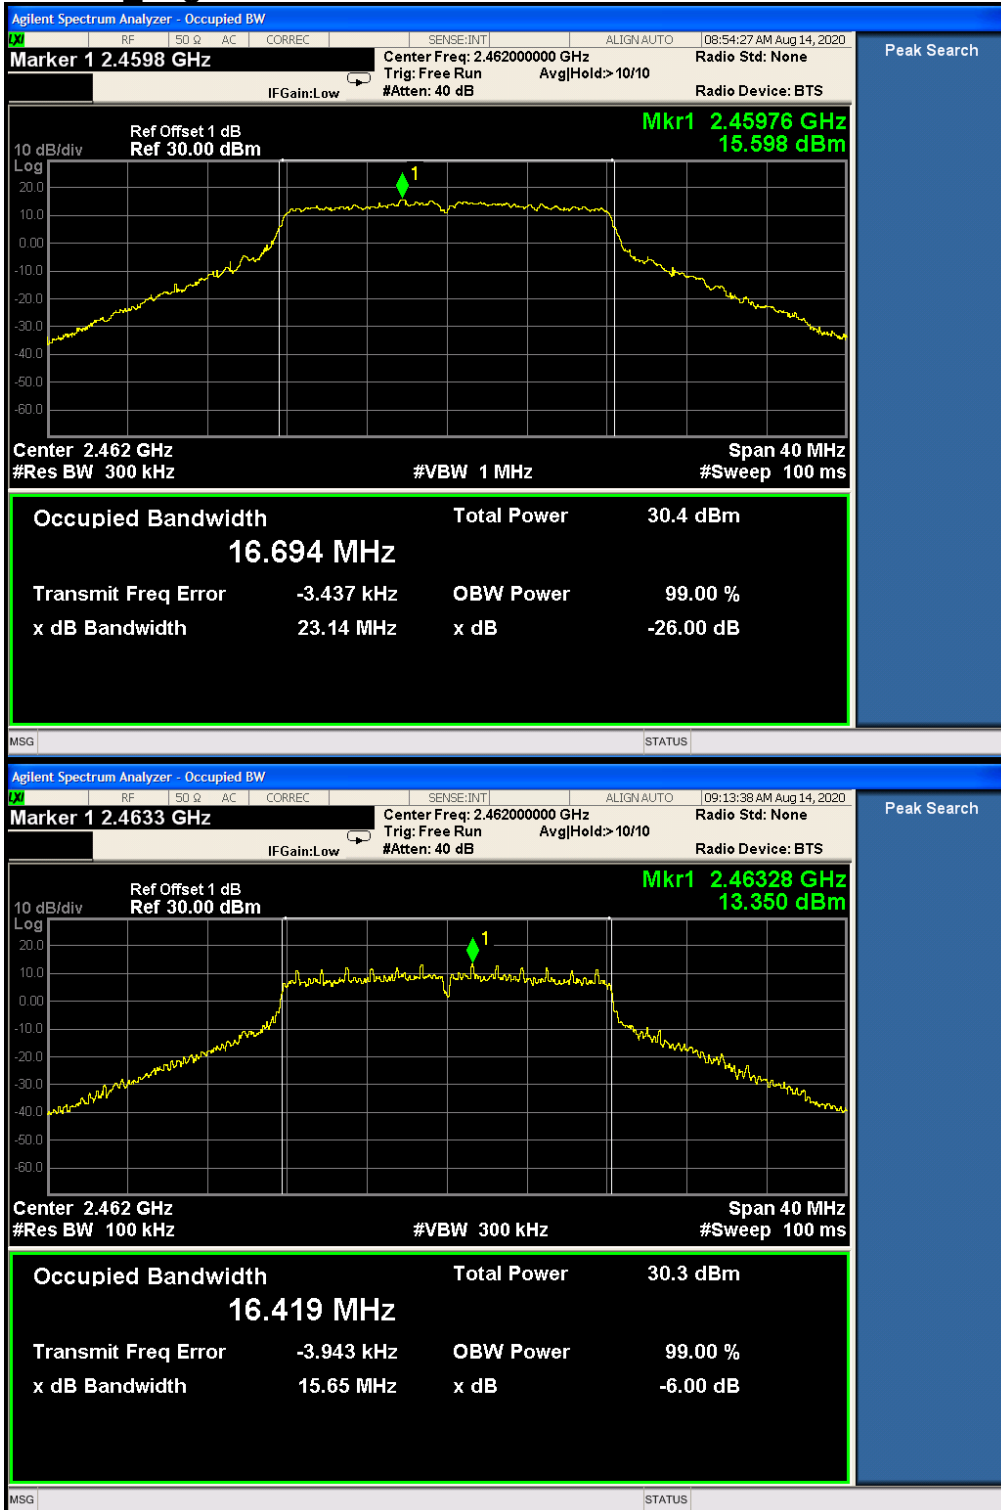 Agilent Spectrum Analyzer - Occupied BW
LXI RF 50 Ω AC CORREC SENSE:INT ALIGN AUTO 08:54:27 AM Aug 14, 2020
Marker 1 2.4598 GHz
Center Freq: 2.462000000 GHz
Radio Std: None
Peak Search
Trig: Free Run Avg|Hold:> 10/10
IFGain:Low #Atten: 40 dB Radio Device: BTS
Mkr1 2.45976 GHz
15.598 dBm
Ref Offset 1 dB
10 dB/div Ref 30.00 dBm
Log
1
20.0
10.0
0.00
-10.0
-20.0
-30.0
-40.0
-50.0
-60.0
Center 2.462 GHz Span 40 MHz
#Res BW 300 kHz #VBW 1 MHz #Sweep 100 ms
Occupied Bandwidth Total Power 30.4 dBm
16.694 MHz
Transmit Freq Error -3.437 kHz OBW Power 99.00 %
x dB Bandwidth 23.14 MHz x dB -26.00 dB
MSG STATUS
Agilent Spectrum Analyzer - Occupied BW
LXI RF 50 Ω AC CORREC SENSE:INT ALIGN AUTO 09:13:38 AM Aug 14, 2020
Marker 1 2.4633 GHz
Center Freq: 2.462000000 GHz
Radio Std: None
Peak Search
Trig: Free Run Avg|Hold:> 10/10
IFGain:Low #Atten: 40 dB Radio Device: BTS
Mkr1 2.46328 GHz
13.350 dBm
Ref Offset 1 dB
10 dB/div Ref 30.00 dBm
Log
1
20.0
10.0
0.00
-10.0
-20.0
-30.0
-40.0
-50.0
-60.0
Center 2.462 GHz Span 40 MHz
#Res BW 100 kHz #VBW 300 kHz #Sweep 100 ms
Occupied Bandwidth Total Power 30.3 dBm
16.419 MHz
Transmit Freq Error -3.943 kHz OBW Power 99.00 %
x dB Bandwidth 15.65 MHz x dB -6.00 dB
MSG STATUS